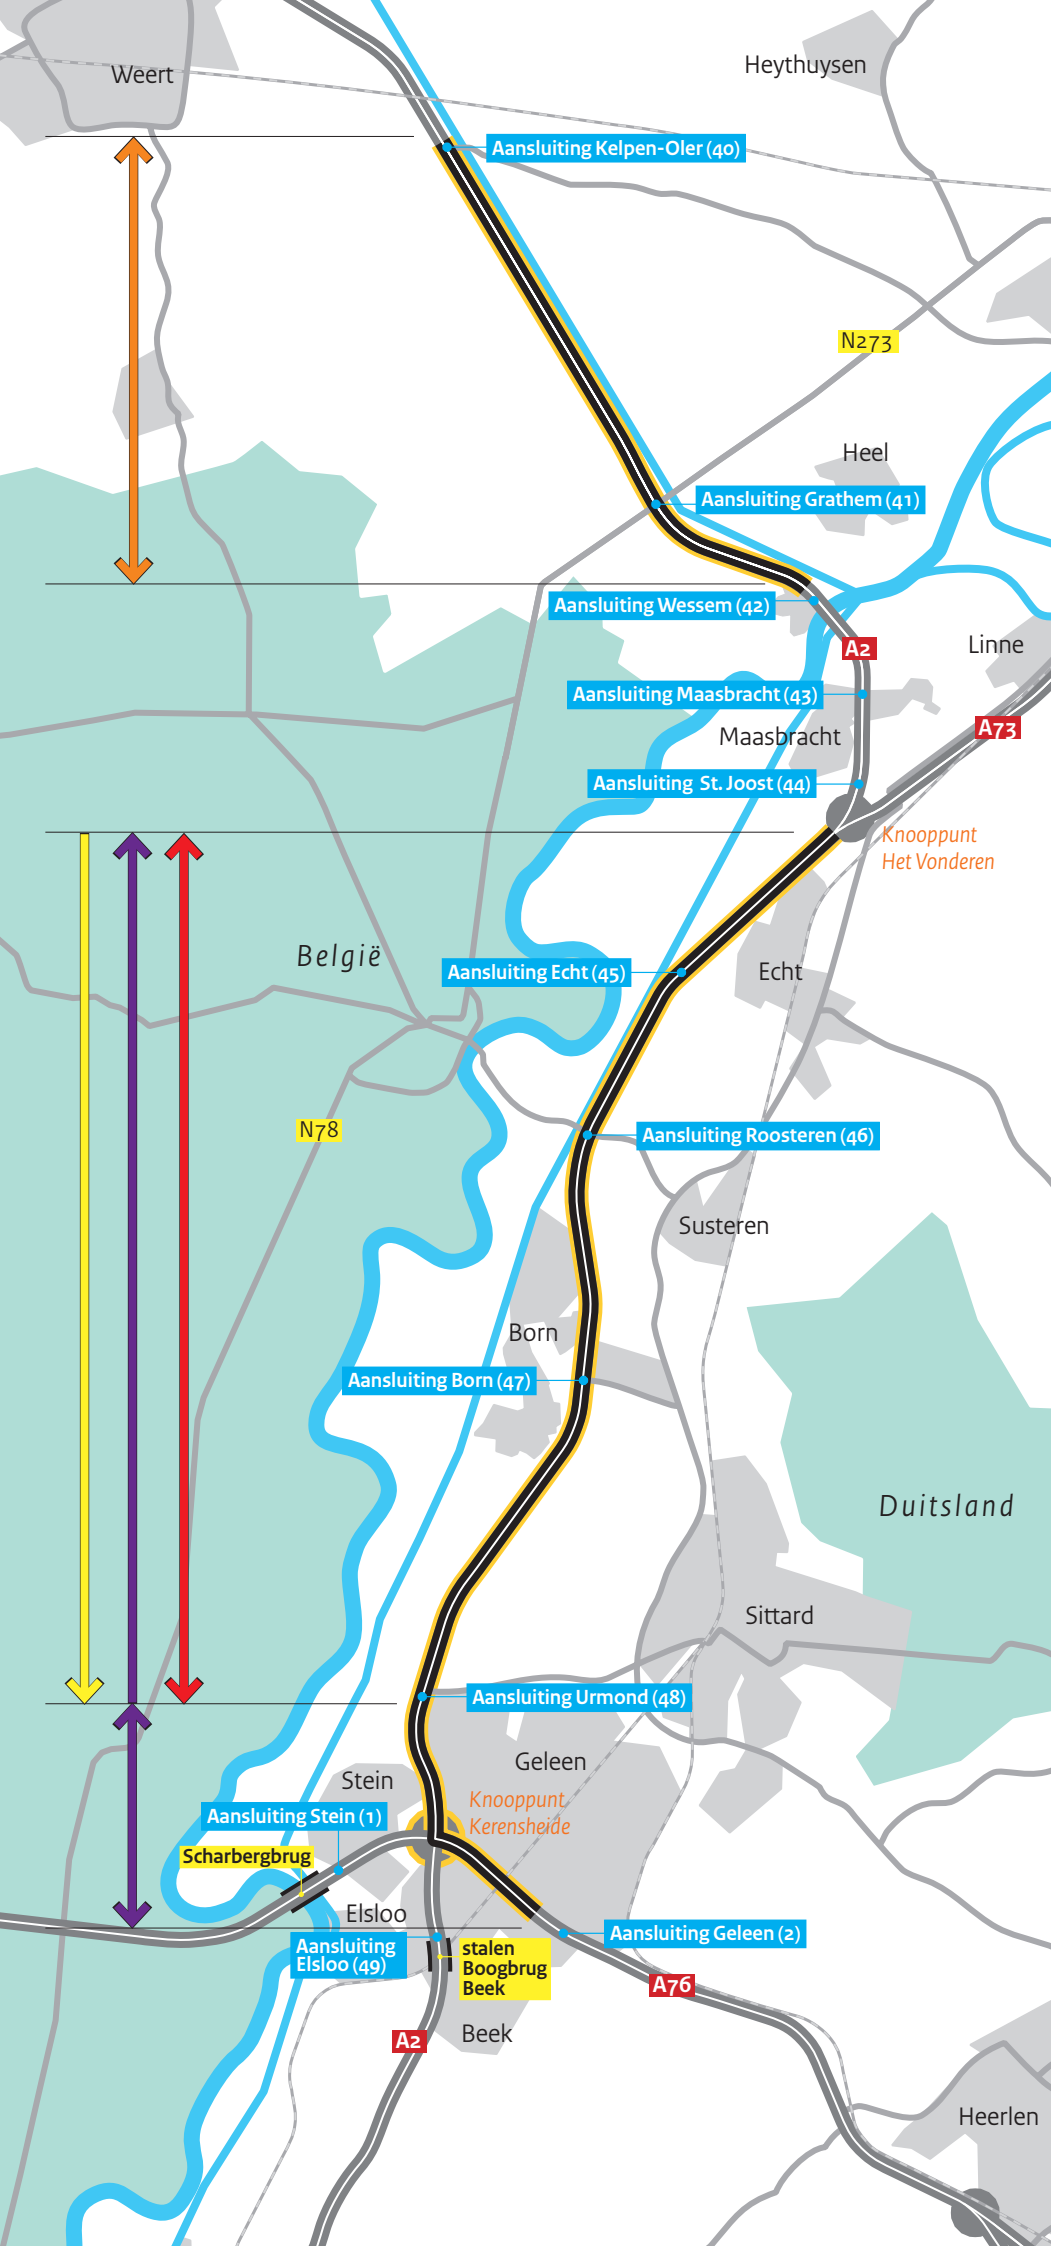 Heythuysen
Weert
Aansluiting Kelpen-Oler (40)
N273
Heel
Aansluiting Grathem (41)
Aansluiting Wessem (42)
A2
Linne
Aansluiting Maasbracht (43)
A73
Maasbracht
Aansluiting St. Joost (44)
Knooppunt
Het Vonderen
België
Aansluiting Echt (45)
Echt
N78
Aansluiting Roosteren (46)
Susteren
Born
Aansluiting Born (47)
Duitsland
Sittard
Aansluiting Urmond (48)
Geleen
Stein
Knooppunt
Kerensheide
Aansluiting Stein (1)
Scharbergbrug
Elsloo
Aansluiting Geleen (2)
Aansluiting
Elsloo (49)
stalen
Boogbrug
Beek
A76
A2
Beek
Heerlen